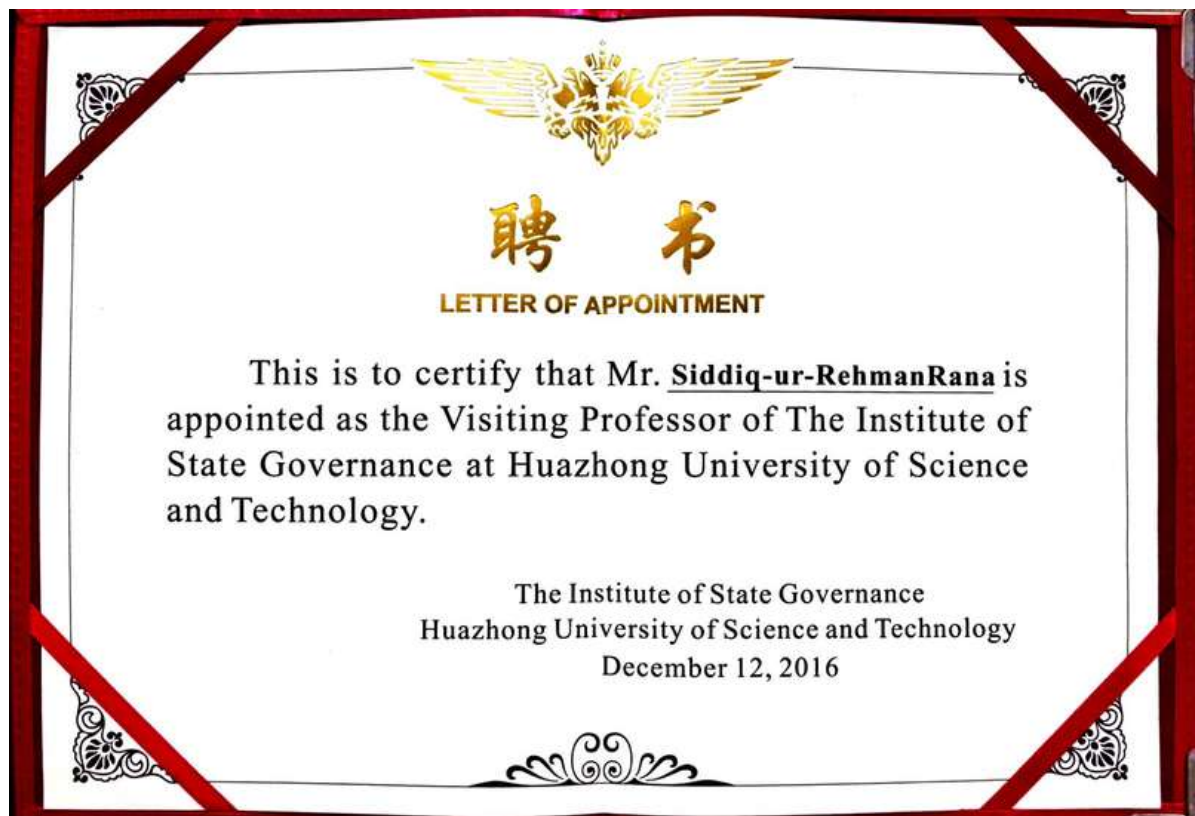 聘 书
LETTER OF APPOINTMENT
This is to certify that Mr. Siddiq-ur-RehmanRana is
appointed as the Visiting Professor of The Institute of
State Governance at Huazhong University of Science
and Technology.
The Institute of State Governance
Huazhong University of Science and Technology
December 12, 2016